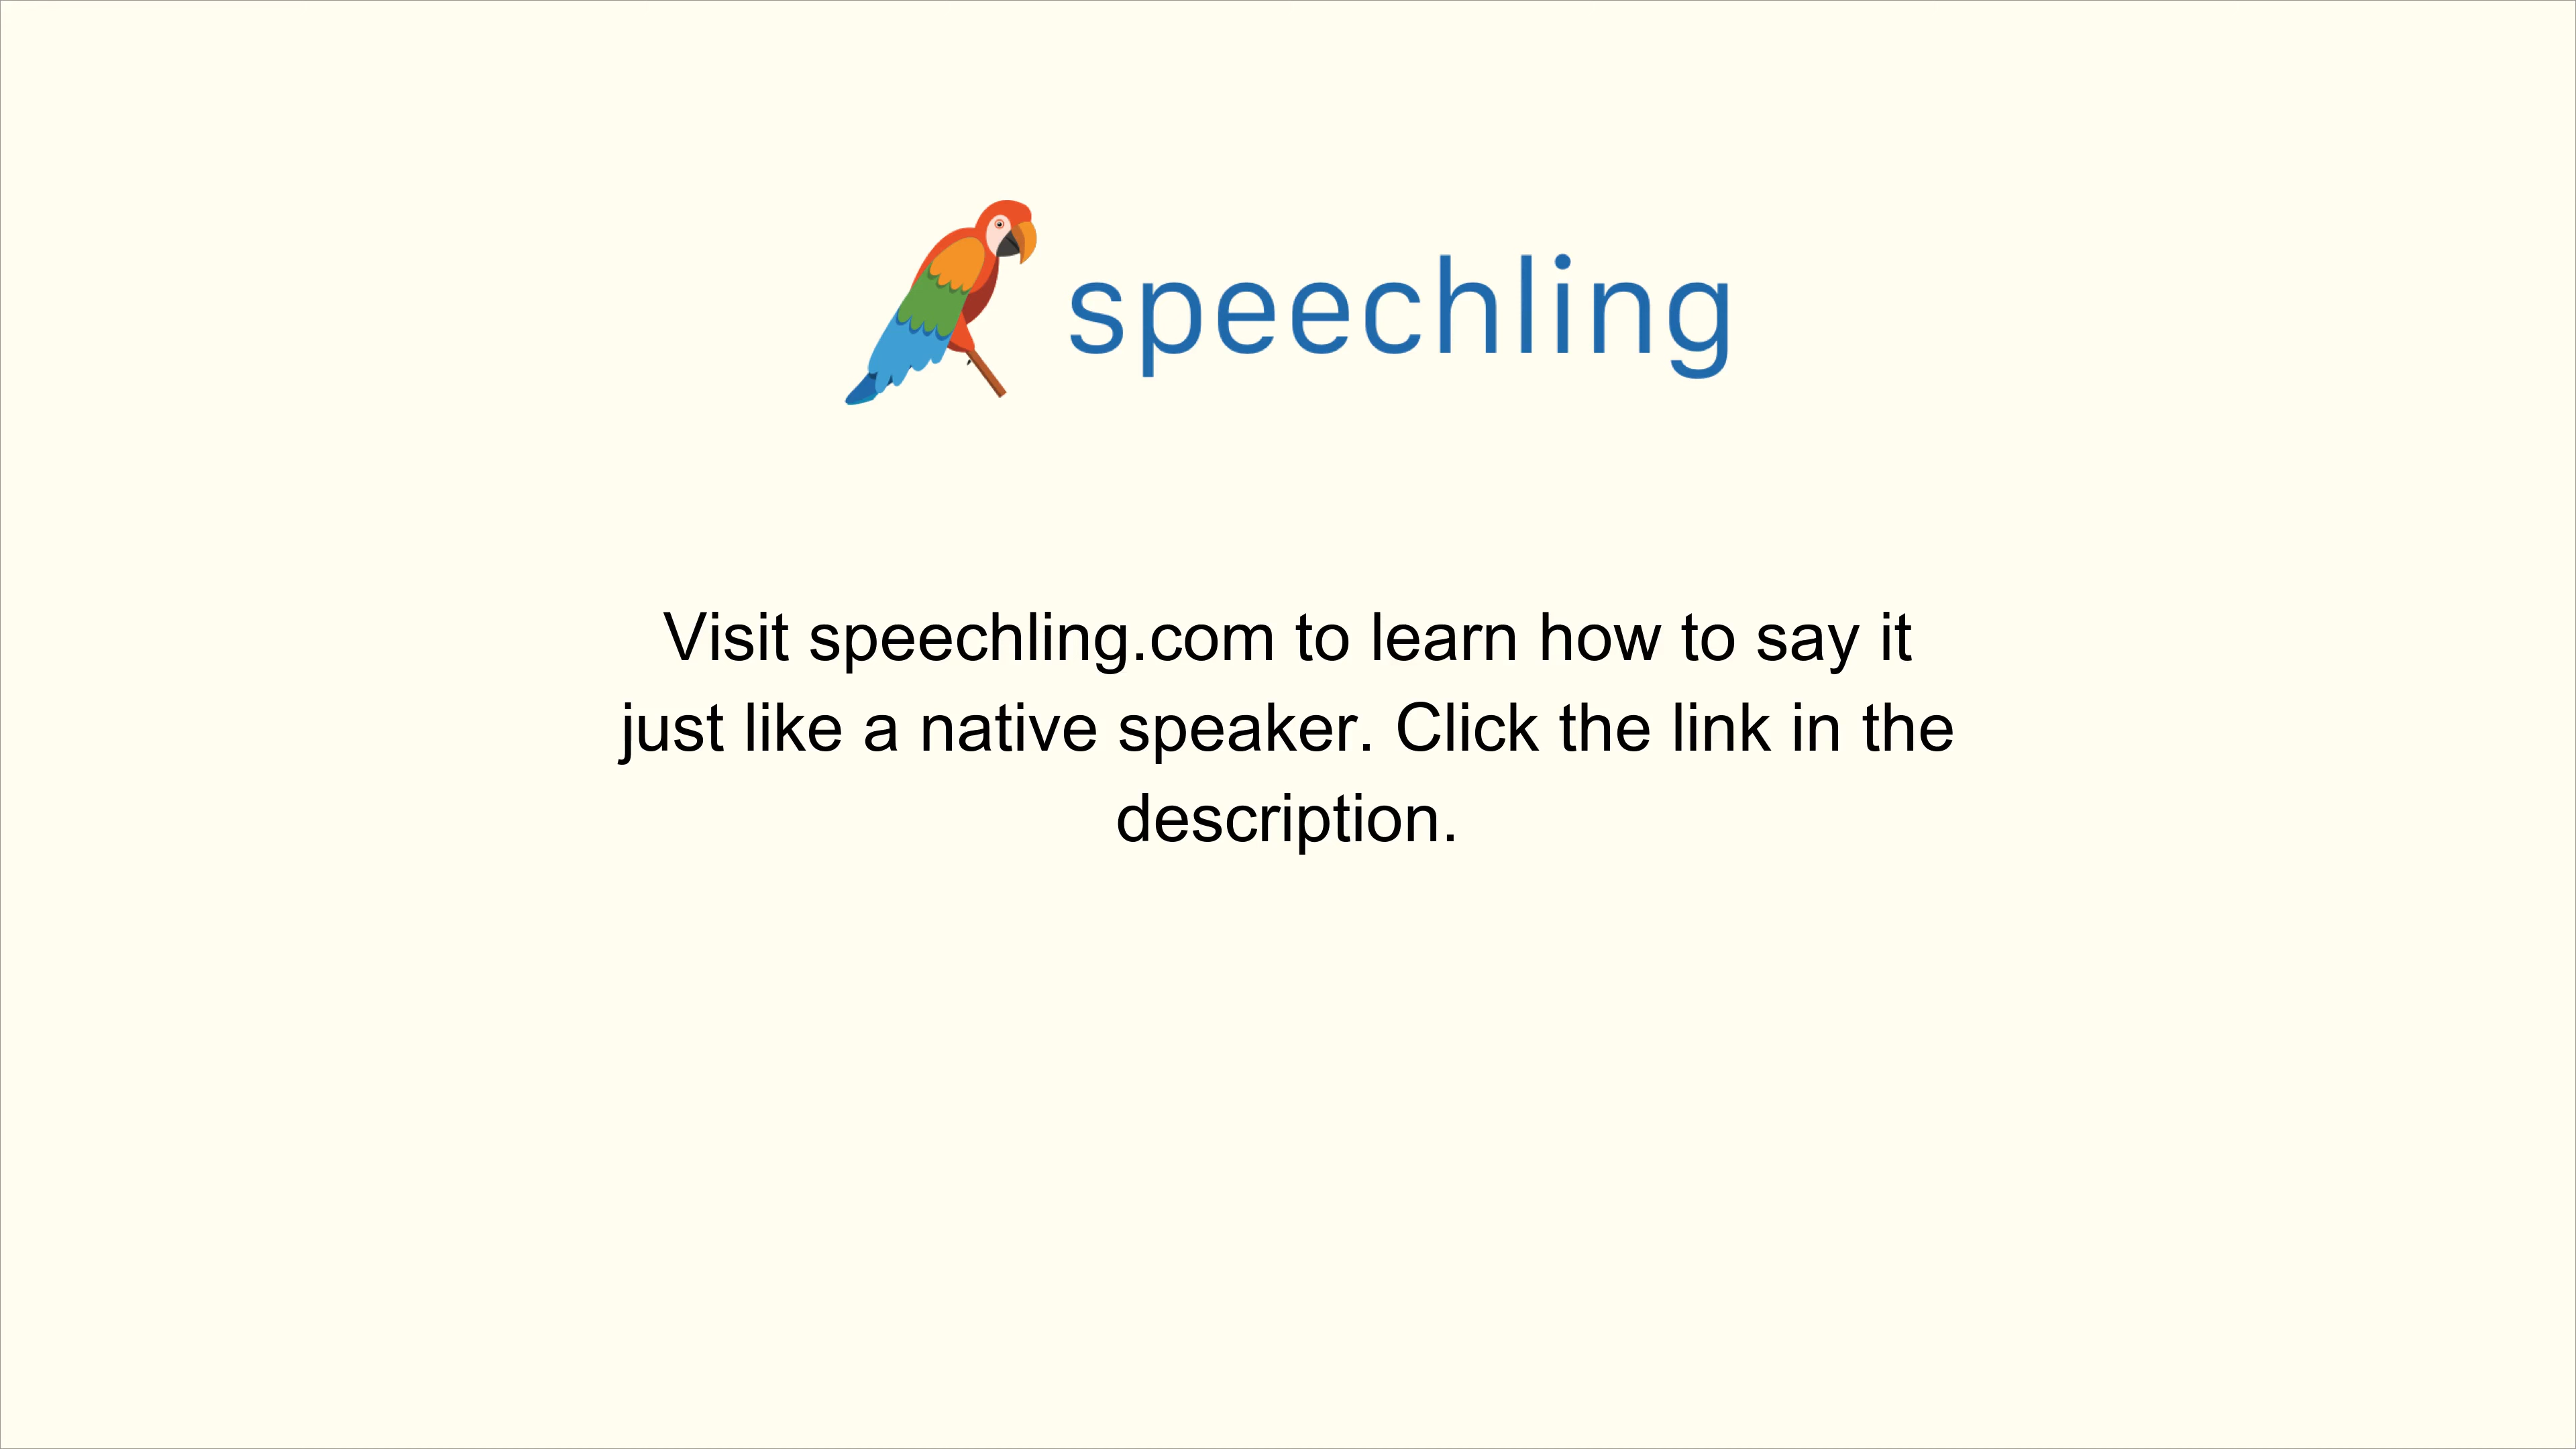 speechling
Visit speechling.com to learn how to say it
just like a native speaker. Click the link in the
description.